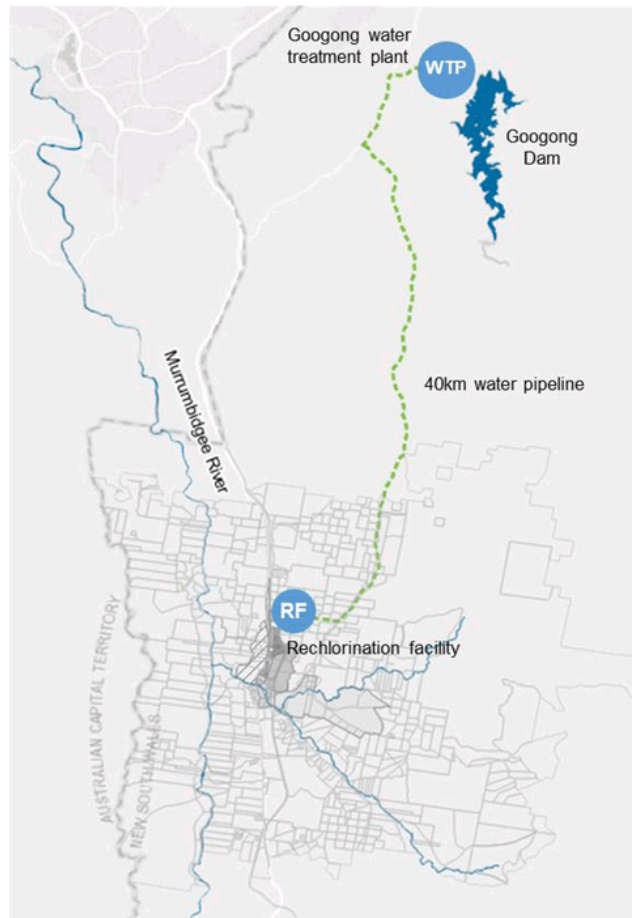 Googong water
treatment plant
WTP
Googong
Dam
40km water pipeline
Murrumbidgee River
RF
Rechlorination facility
AUSTRALIAN CAPITAL TERRITORY
NEW SOUTH WALES